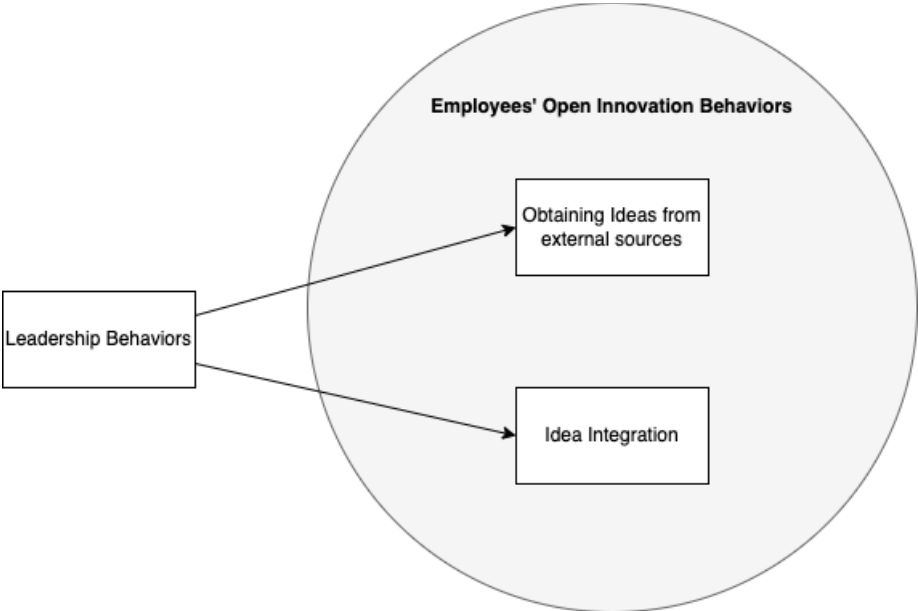 Employees' Open Innovation Behaviors
Obtaining Ideas from
external sources
Leadership Behaviors
Idea Integration